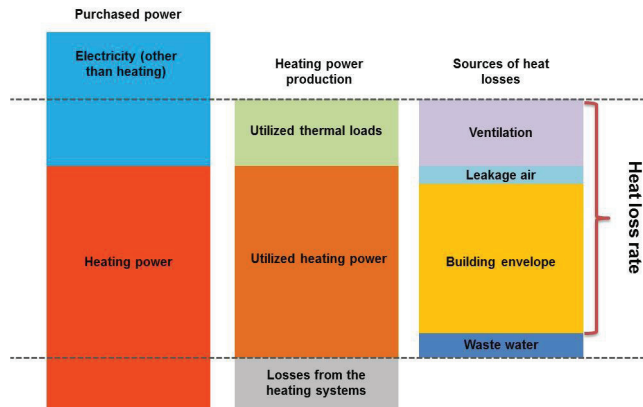 Purchased power
Electricity (other
than heating)
Heating power
Heating power
production
Utilized thermal loads
Utilized heating power
Losses from the
heating systems
Sources of heat
losses
Ventilation
Leakage air
Building envelope
Waste water
Heat loss rate